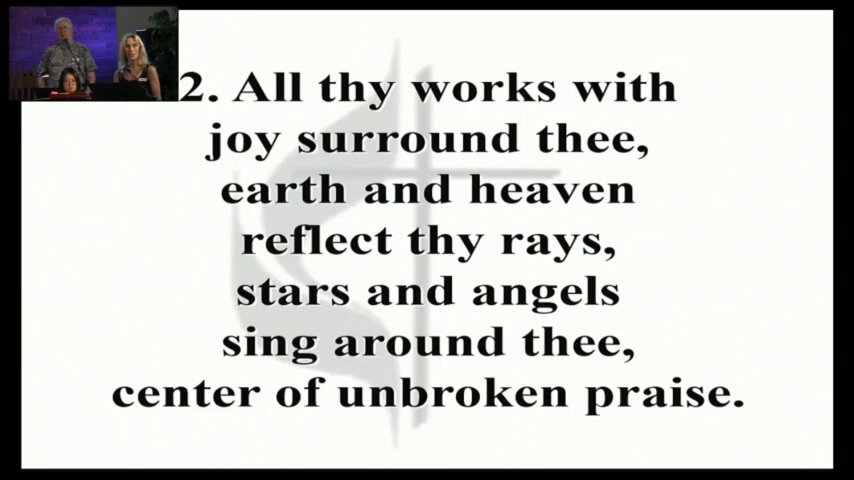 2. All thy works with
joy surround thee,
earth and heaven
reflect thy rays,
stars and angels
sing around thee,
center of unbroken praise.